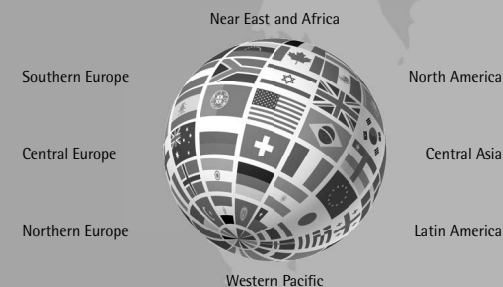 Near East and Africa
Southern Europe
North America
Central Europe
Central Asia
Northern Europe
Latin America
Western Pacific